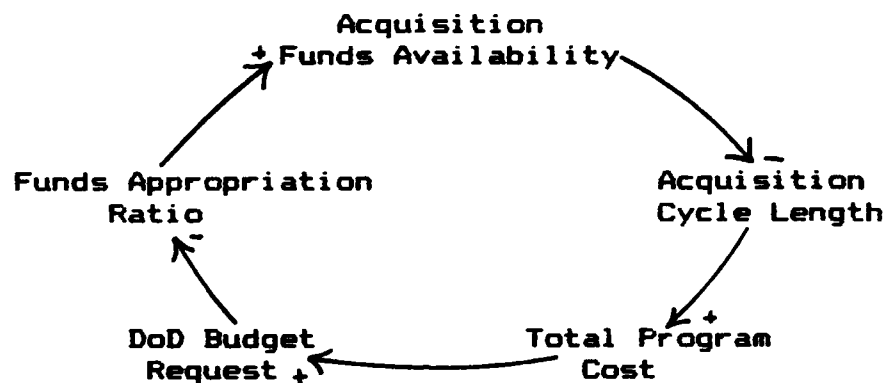 Acquisition
+ Funds Availability
-
Funds Appropriation
Ratio
-
Acquisition
Cycle Length
+
DoD Budget
Request +
Total Program
Cost